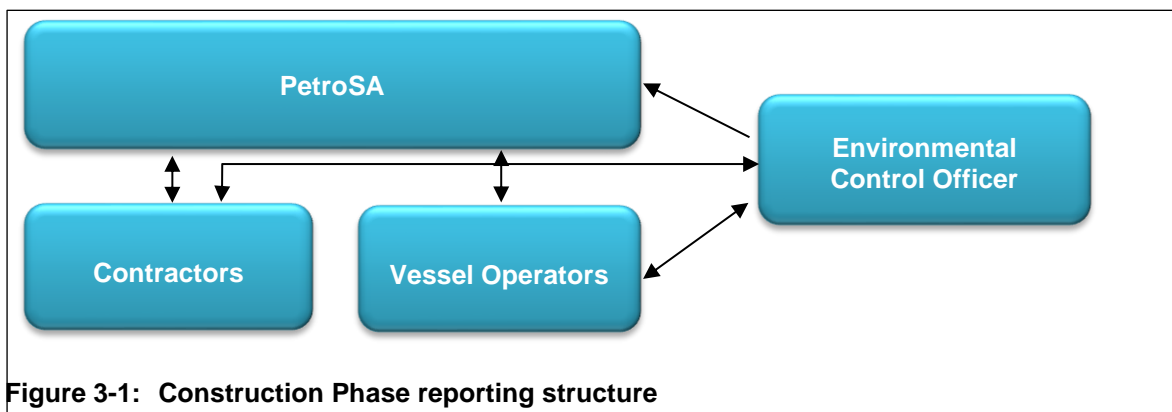 PetroSA
Environmental
Control Officer
Contractors
Vessel Operators
Figure 3-1: Construction Phase reporting structure